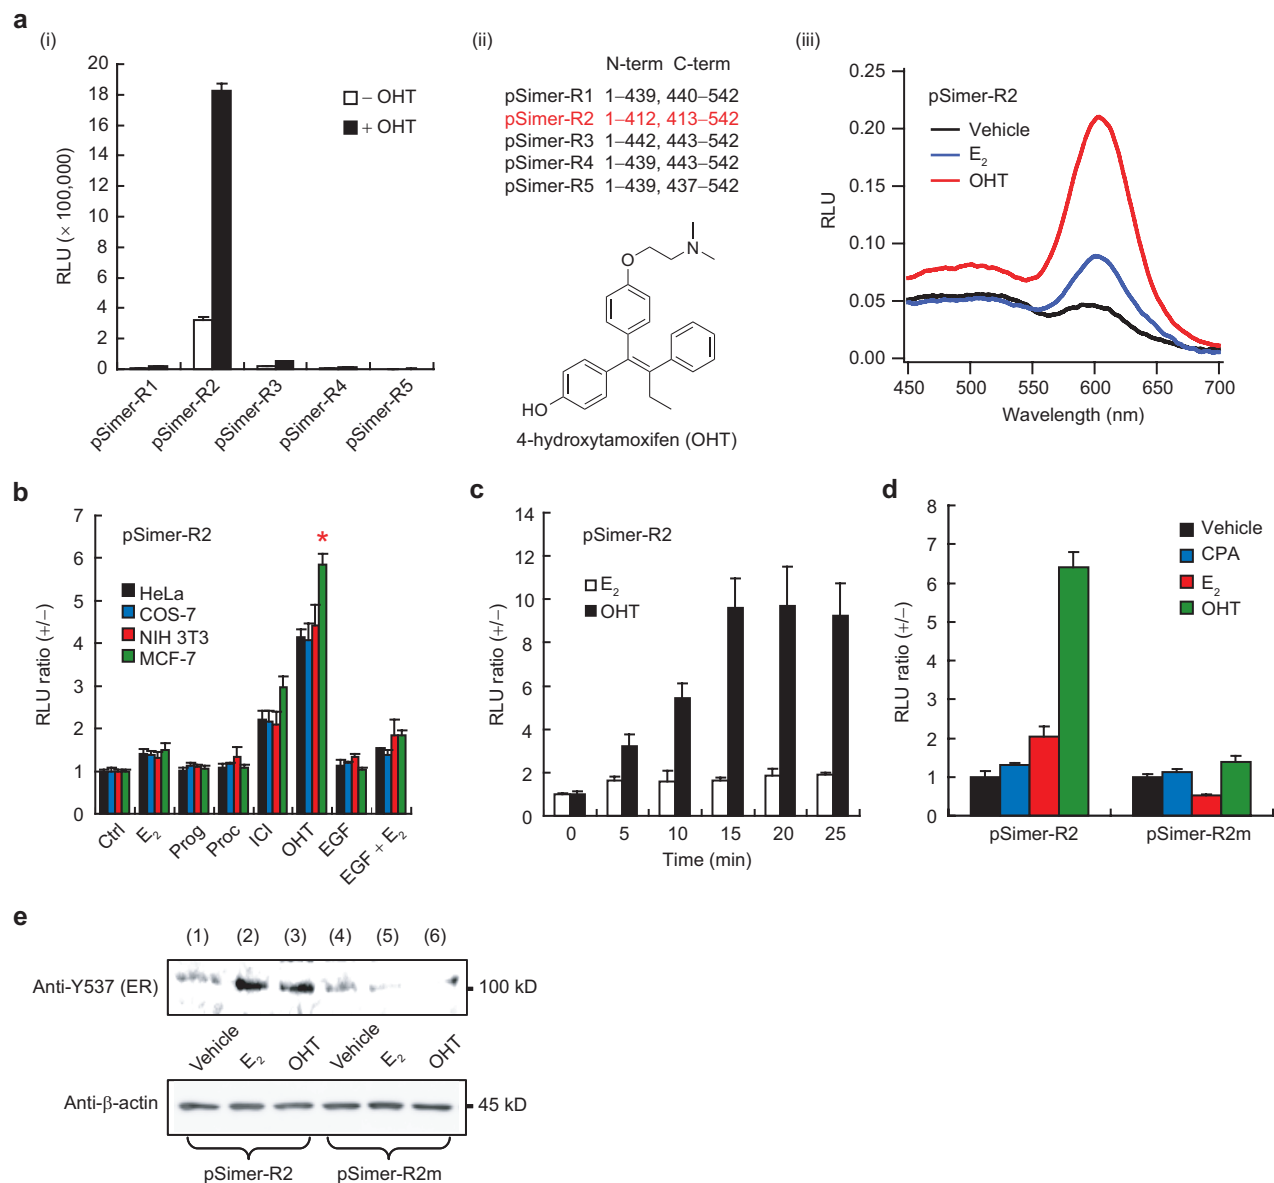 a
(i)
20
18
16
14
12
10
8
6
4
2
0
RLU (× 100,000)
– OHT
+ OHT
pSimer-R1
pSimer-R2
pSimer-R3
pSimer-R4
pSimer-R5
(ii)
N-term C-term
pSimer-R1 1–439, 440–542
pSimer-R2 1–412, 413–542
pSimer-R3 1–442, 443–542
pSimer-R4 1–439, 443–542
pSimer-R5 1–439, 437–542
N
O
HO
4-hydroxytamoxifen (OHT)
(iii)
0.25
0.20
0.15
0.10
0.05
0.00
RLU
pSimer-R2
Vehicle
E₂
OHT
450 500 550 600 650 700
Wavelength (nm)
b
7
6
5
4
3
2
1
0
RLU ratio (+/–)
pSimer-R2
HeLa
COS-7
NIH 3T3
MCF-7
*
Ctrl
E₂
Prog
Proc
ICI
OHT
EGF
EGF + E₂
c
14
12
10
8
6
4
2
0
RLU ratio (+/–)
pSimer-R2
E₂
OHT
0 5 10 15 20 25
Time (min)
d
8
7
6
5
4
3
2
1
0
RLU ratio (+/–)
Vehicle
CPA
E₂
OHT
pSimer-R2 pSimer-R2m
e
(1) (2) (3) (4) (5) (6)
Anti-Y537 (ER)
100 kD
Vehicle E₂ OHT Vehicle E₂ OHT
Anti-β-actin
45 kD
pSimer-R2 pSimer-R2m